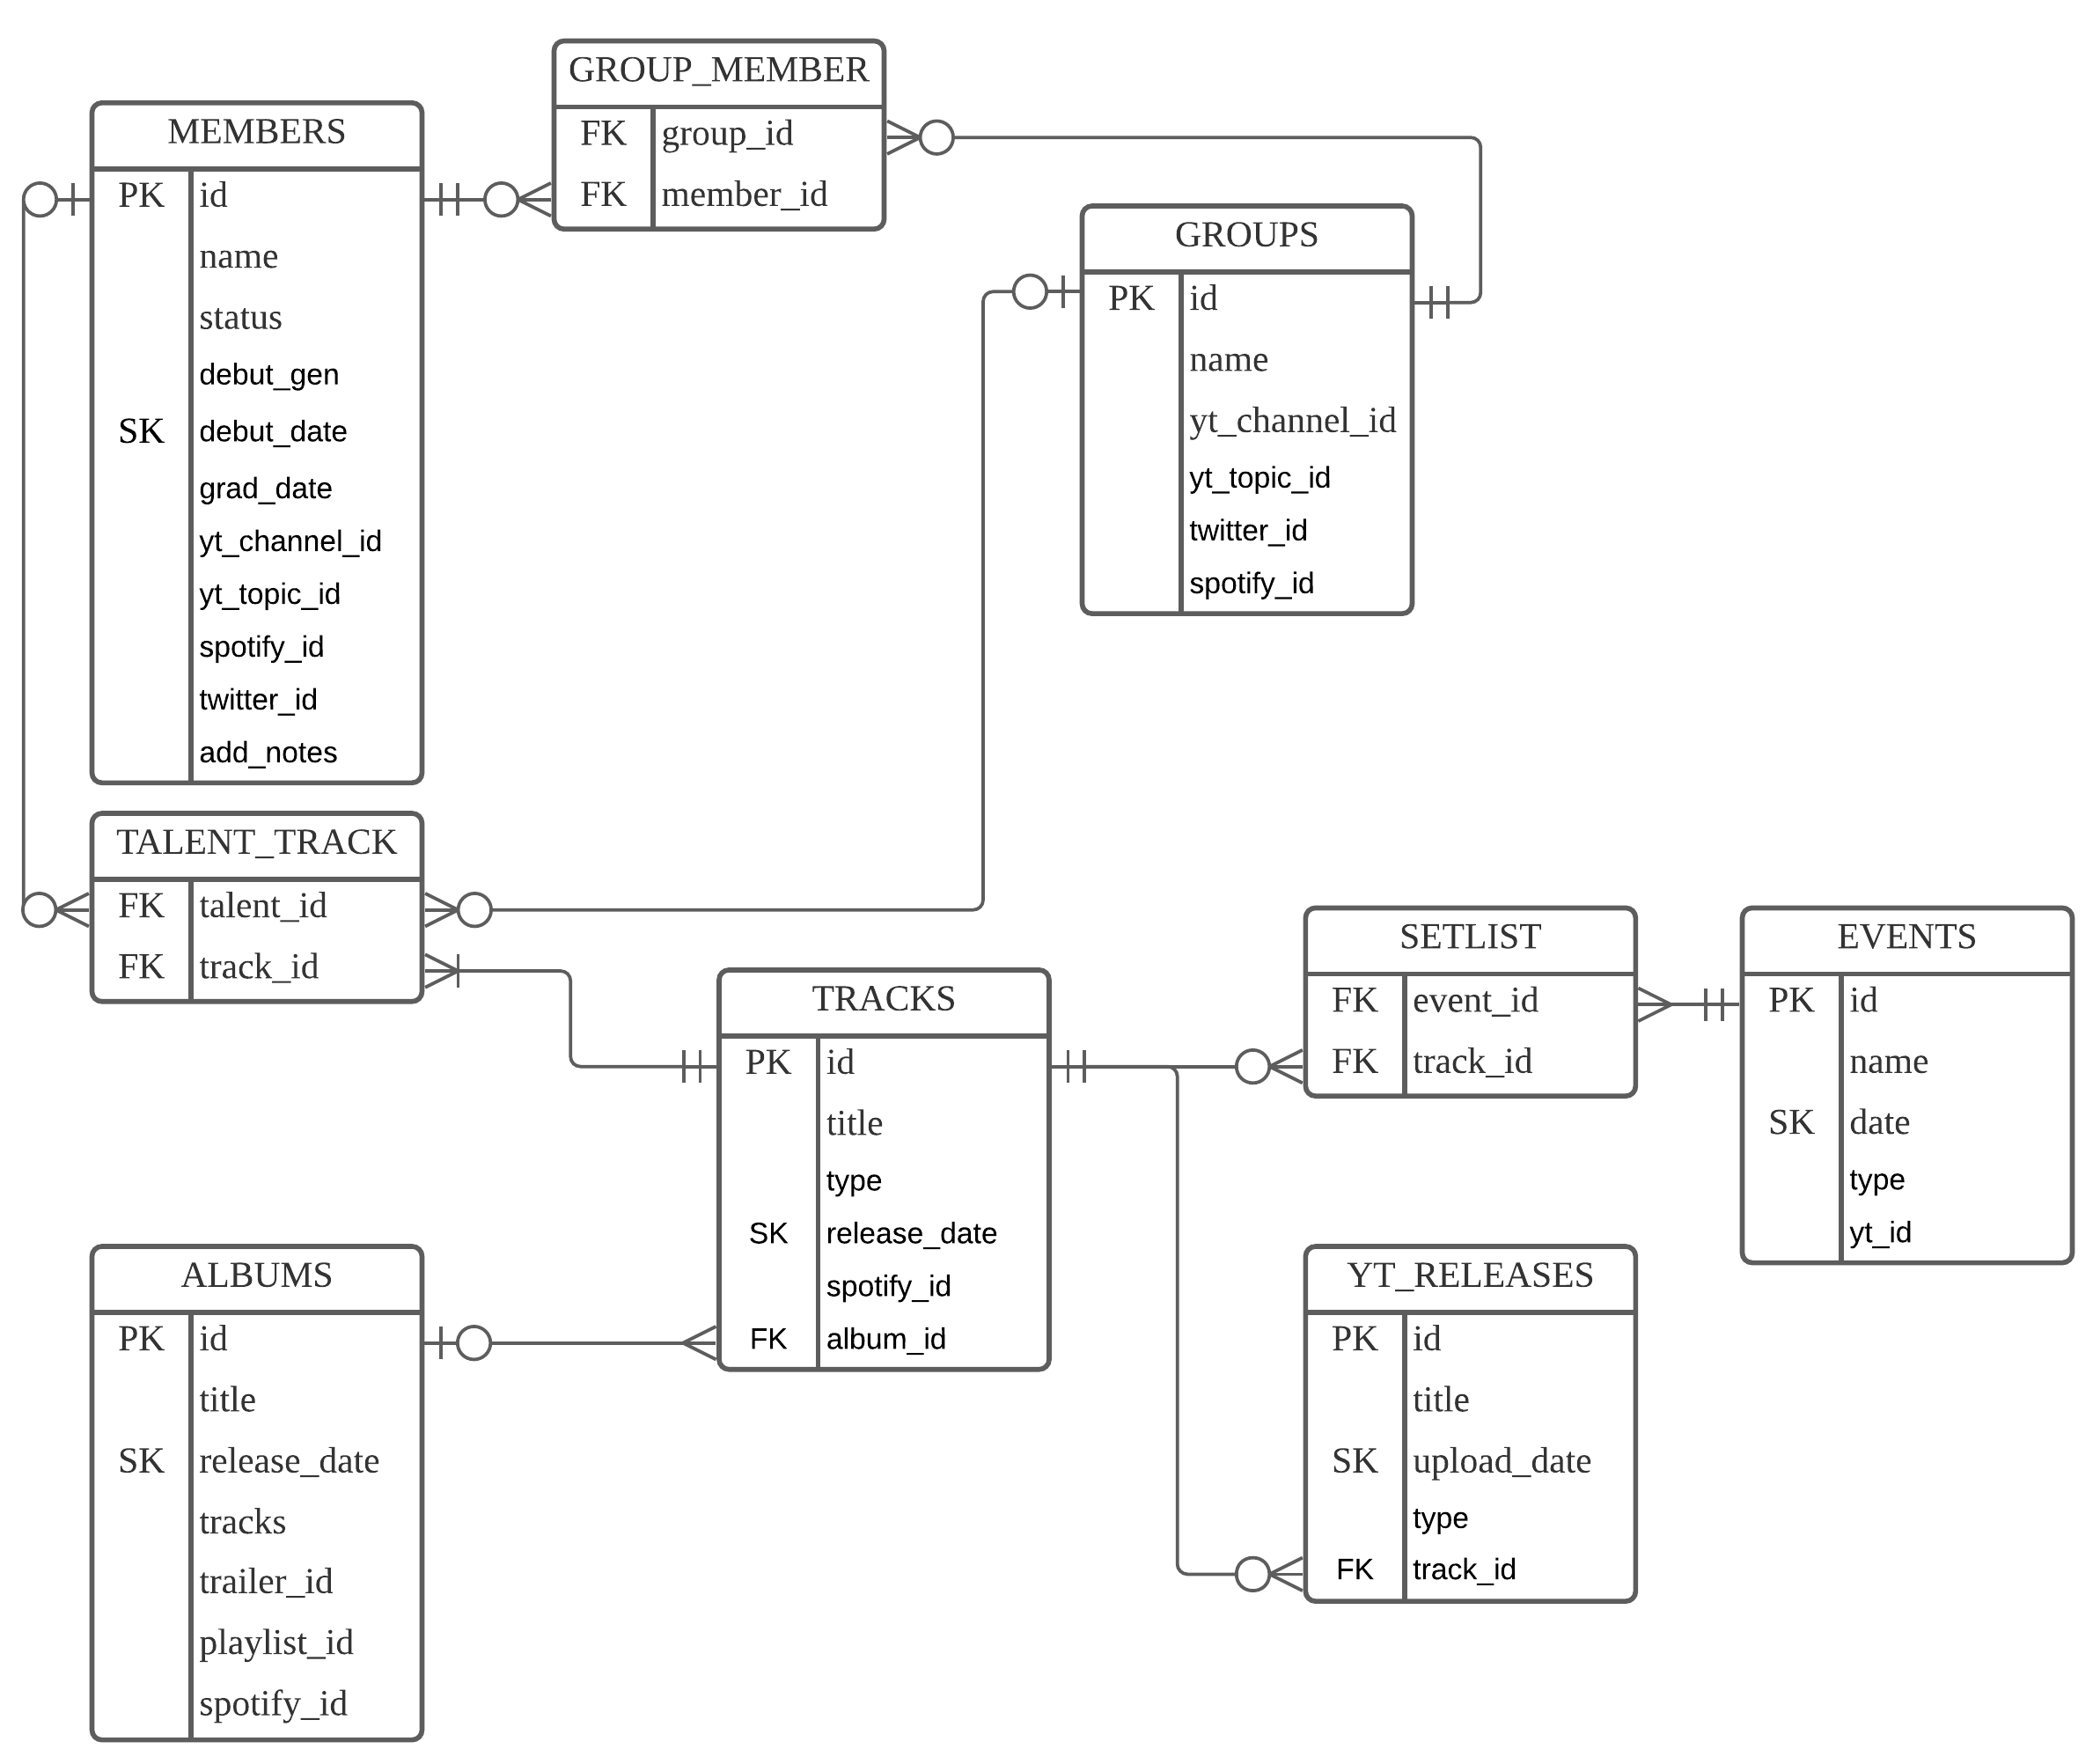 GROUP_MEMBER
FK group_id
FK member_id
MEMBERS
PK id
name
status
debut_gen
SK debut_date
grad_date
yt_channel_id
yt_topic_id
spotify_id
twitter_id
add_notes
GROUPS
PK id
name
yt_channel_id
yt_topic_id
twitter_id
spotify_id
TALENT_TRACK
FK talent_id
FK track_id
TRACKS
PK id
title
type
SK release_date
spotify_id
FK album_id
SETLIST
FK event_id
FK track_id
EVENTS
PK id
name
SK date
type
yt_id
ALBUMS
PK id
title
SK release_date
tracks
trailer_id
playlist_id
spotify_id
YT_RELEASES
PK id
title
SK upload_date
type
FK track_id